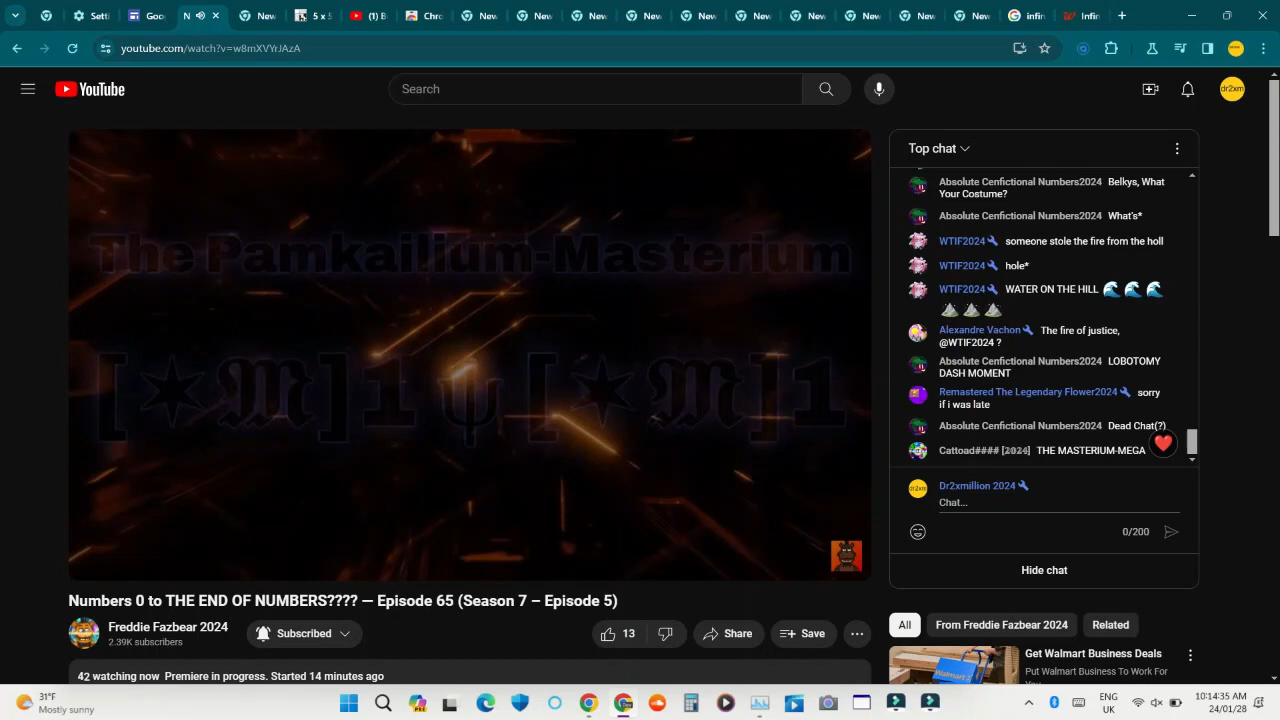 Setti
Goo
N
New
5 x 5
(1) B
Chro
New
New
New
New
New
New
New
New
New
New
infin
Infin
youtube.com/watch?v=w8mXVYrJAzA
YouTube
Search
dr2xm
The Pamkailium-Masterium
[✶𝔐]1 ψ [✶𝔐]1
Top chat
Absolute Cenfictional Numbers2024 Belkys, What
Your Costume?
Absolute Cenfictional Numbers2024 What's*
WTIF2024 someone stole the fire from the holl
WTIF2024 hole*
WTIF2024 WATER ON THE HILL 🌊 🌊 🌊
⛰️ ⛰️ ⛰️
Alexandre Vachon The fire of justice,
@WTIF2024 ?
Absolute Cenfictional Numbers2024 LOBOTOMY
DASH MOMENT
Remastered The Legendary Flower2024 sorry
if i was late
Absolute Cenfictional Numbers2024 Dead Chat(?)
Cattoad#### [𝟸𝟶𝟸𝟺] THE MASTERIUM-MEGA
dr2xm
Dr2xmillion 2024
Chat...
0/200
Hide chat
Numbers 0 to THE END OF NUMBERS???? — Episode 65 (Season 7 – Episode 5)
Freddie Fazbear 2024
2.39K subscribers
Subscribed
13
Share
Save
42 watching now Premiere in progress. Started 14 minutes ago
All
From Freddie Fazbear 2024
Related
Get Walmart Business Deals
Put Walmart Business To Work For
31°F
Mostly sunny
PRE
Dev
ENG
UK
10:14:35 AM
24/01/28